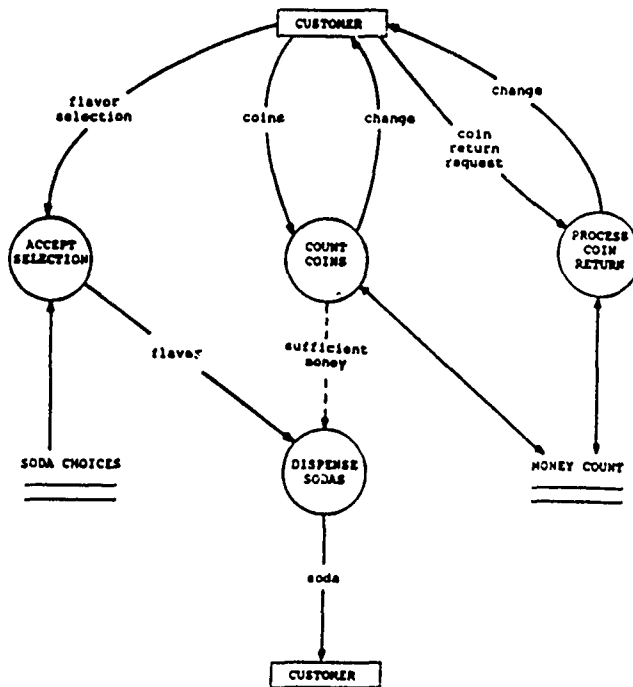 CUSTOMER
flavor
selection
coins
change
coin
return
request
change
ACCEPT
SELECTION
COUNT
COINS
PROCESS
COIN
RETURN
flavor
sufficient
money
SODA CHOICES
DISPENSE
SODAS
MONEY COUNT
soda
CUSTOMER